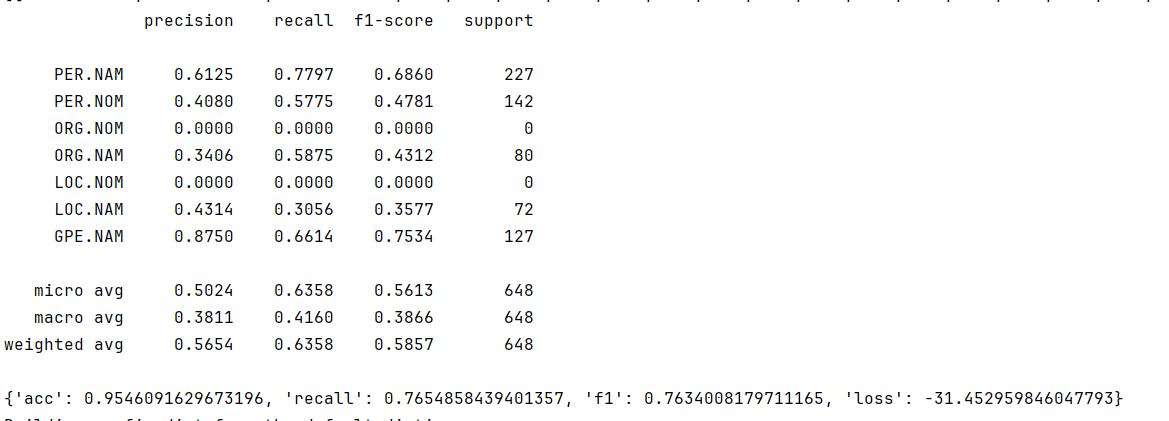 precision recall f1-score support
PER.NAM 0.6125 0.7797 0.6860 227
PER.NOM 0.4080 0.5775 0.4781 142
ORG.NOM 0.0000 0.0000 0.0000 0
ORG.NAM 0.3406 0.5875 0.4312 80
LOC.NOM 0.0000 0.0000 0.0000 0
LOC.NAM 0.4314 0.3056 0.3577 72
GPE.NAM 0.8750 0.6614 0.7534 127
micro avg 0.5024 0.6358 0.5613 648
macro avg 0.3811 0.4160 0.3866 648
weighted avg 0.5654 0.6358 0.5857 648
{'acc': 0.9546091629673196, 'recall': 0.7654858439401357, 'f1': 0.7634008179711165, 'loss': -31.452959846047793}